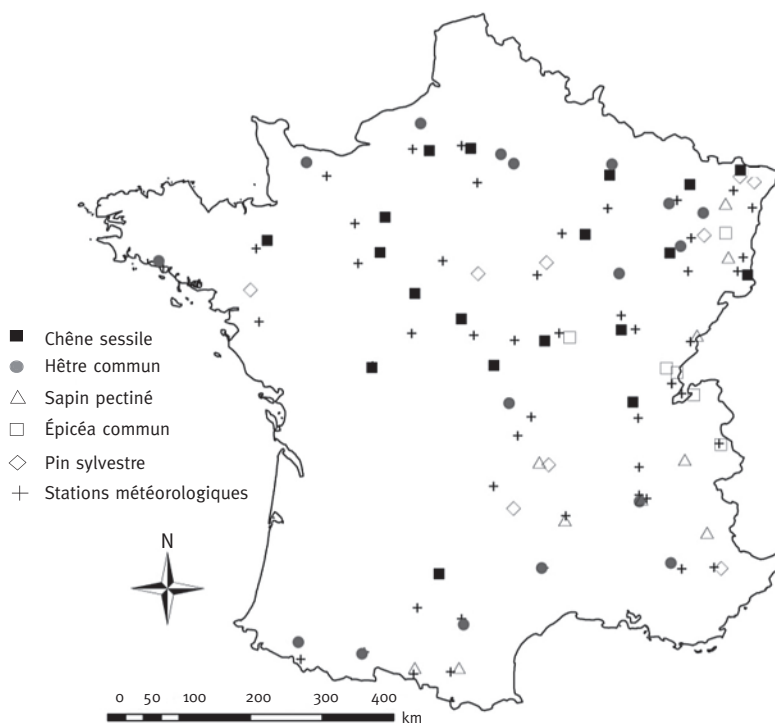 Chêne sessile
Hêtre commun
Sapin pectiné
Épicéa commun
Pin sylvestre
Stations météorologiques
N
0 50 100 200 300 400
km